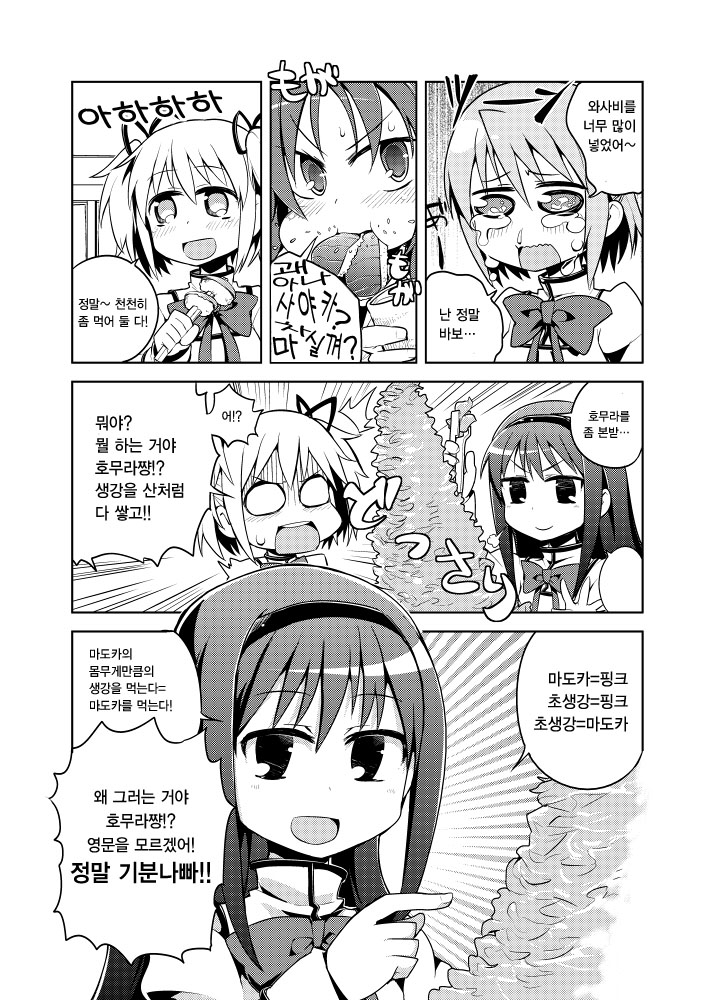 와사비를
너무 많이
넣었어~
난 정말
바보…
もが
もが
괜찮나
사야카?
차
마실껴?
아하하하
정말~ 천천히
좀 먹어 둘 다!
호무라를
좀 본받…
どっさり
어!?
뭐야?
뭘 하는 거야
호무라쨩!?
생강을 산처럼
다 쌓고!!
마도카=핑크
초생강=핑크
초생강=마도카
마도카의
몸무게만큼의
생강을 먹는다=
마도카를 먹는다!
왜 그러는 거야
호무라쨩!?
영문을 모르겠어!
정말 기분나빠!!